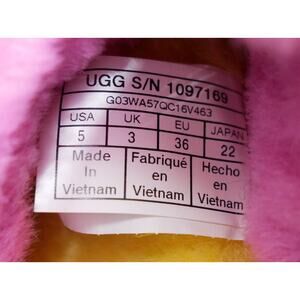 UGG S/N 1097169
G03WA57QC16V463
USA UK EU JAPAN
5 3 36 22
Made Fabriqué Hecho
In en en
Vietnam Vietnam Vietnam